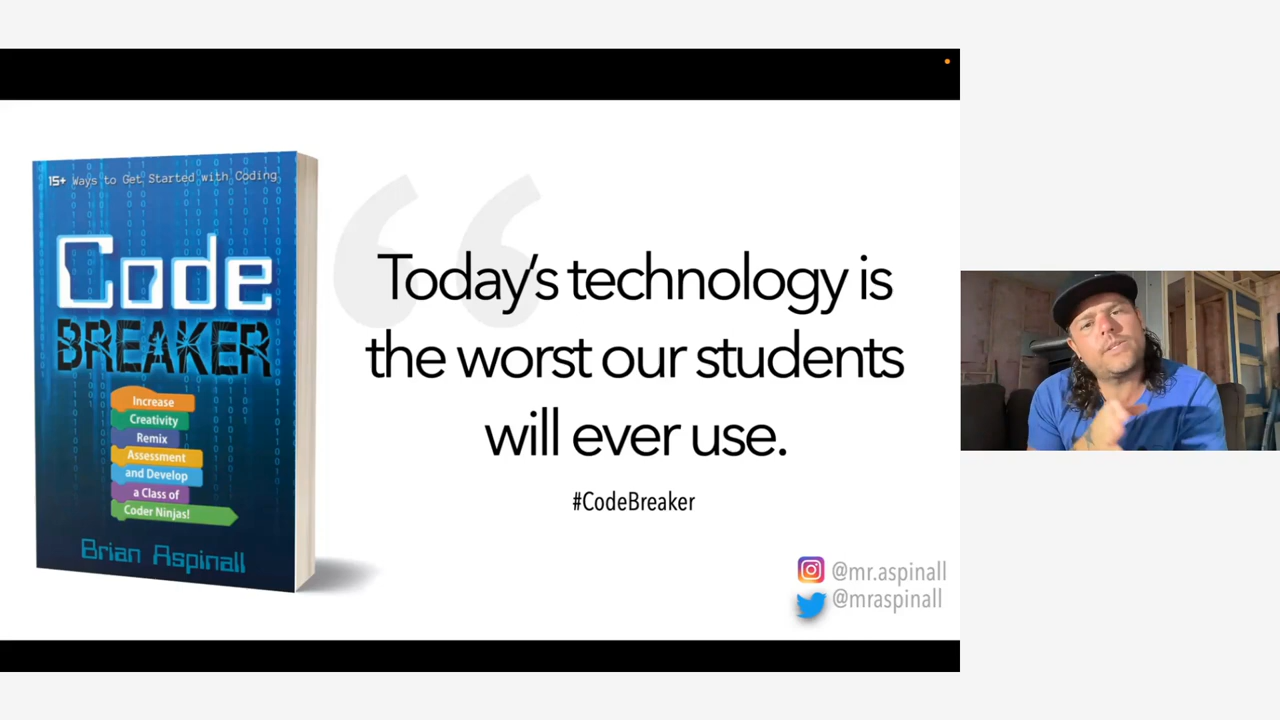 15+ Ways to Get Started with Coding
Code
BREAKER
Increase
Creativity
Remix
Assessment
and Develop
a Class of
Coder Ninjas!
Brian Aspinall
Today's technology is
the worst our students
will ever use.
#CodeBreaker
@mr.aspinall
@mraspinall